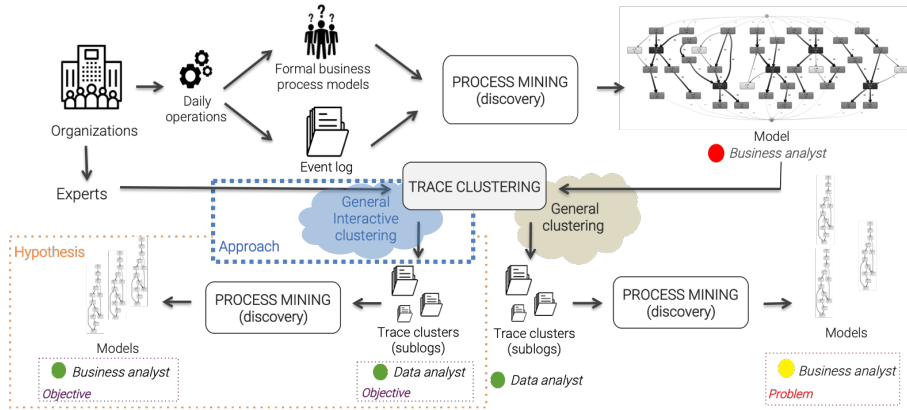 ? ? ?
Formal business
process models
PROCESS MINING
(discovery)
Daily
operations
Organizations
Event log
Model
Business analyst
Experts
TRACE CLUSTERING
General
Interactive
clustering
General
clustering
Approach
Hypothesis
PROCESS MINING
(discovery)
Trace clusters
(sublogs)
Models
Business analyst
Objective
Data analyst
Objective
Trace clusters
(sublogs)
Data analyst
PROCESS MINING
(discovery)
Models
Business analyst
Problem